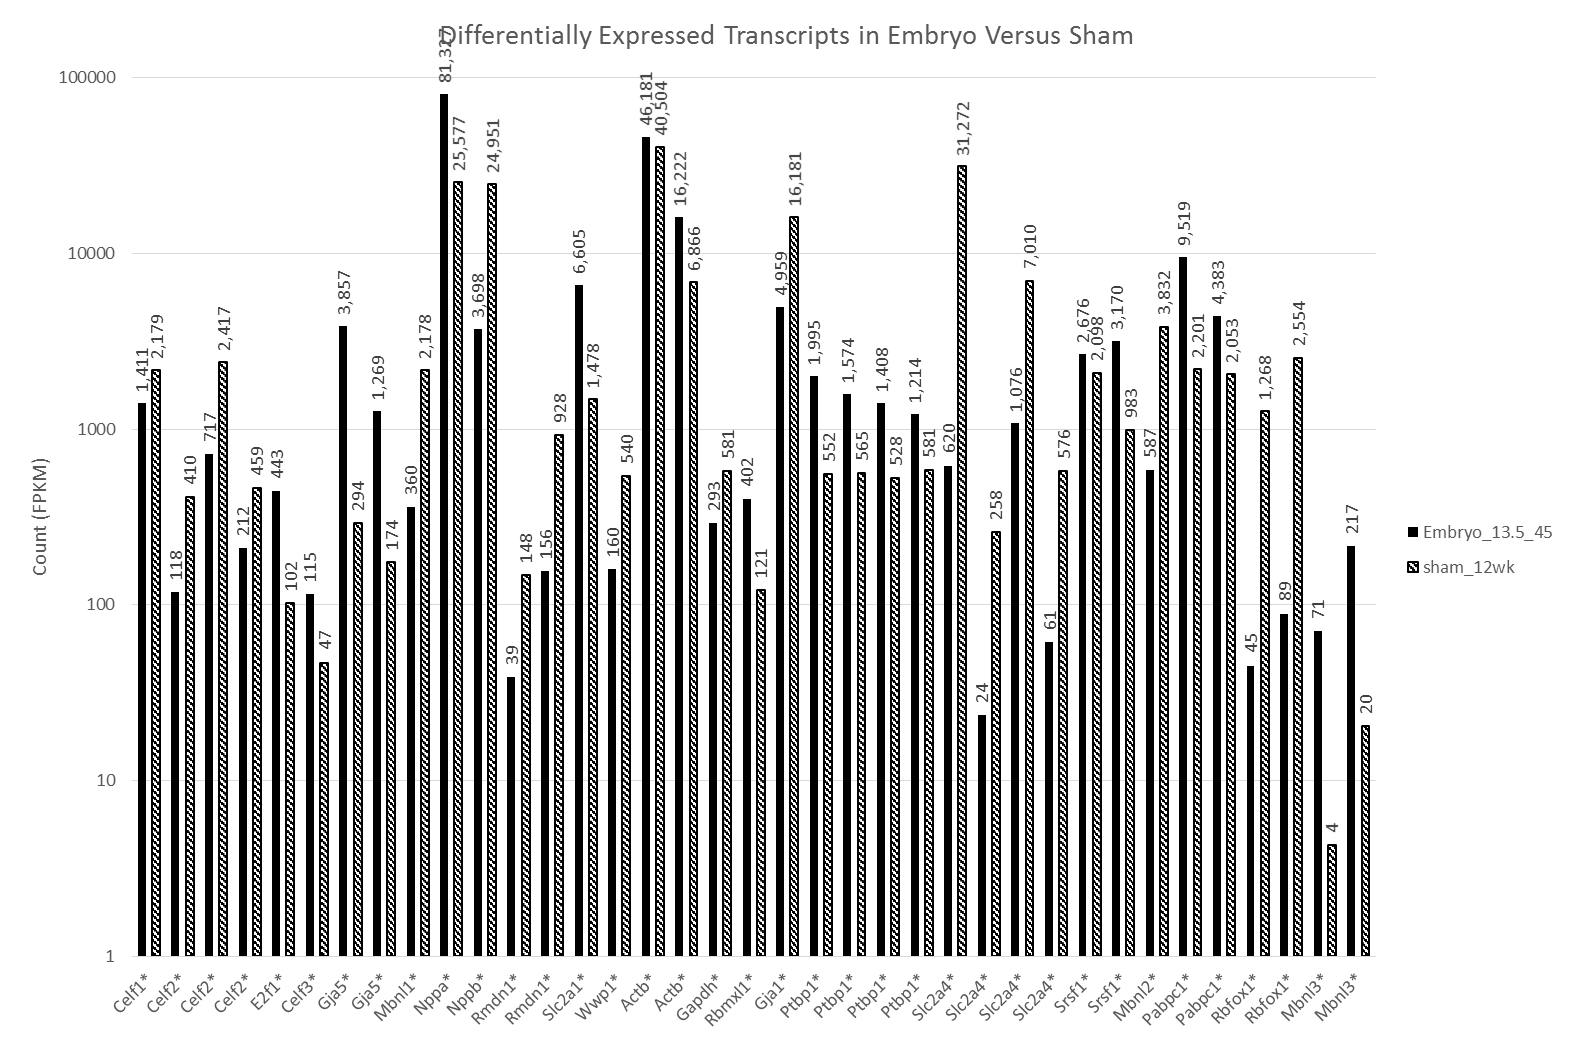 Differentially Expressed Transcripts in Embryo Versus Sham
Count (FPKM)
100000
10000
1000
100
10
1
1,411
2,179
118
410
717
2,417
212
459
443
102
115
47
3,857
294
1,269
174
360
2,178
81,327
25,577
3,698
24,951
39
148
156
928
6,605
1,478
160
540
46,181
40,504
16,222
6,866
293
581
402
121
4,959
16,181
1,995
552
1,574
565
1,408
528
1,214
581
620
31,272
24
258
1,076
7,010
61
576
2,676
2,098
3,170
983
587
3,832
9,519
2,201
4,383
2,053
45
1,268
89
2,554
71
4
217
20
Celf1*
Celf2*
Celf2*
Celf2*
E2f1*
Celf3*
Gja5*
Gja5*
Mbnl1*
Nppa*
Nppb*
Rmdn1*
Rmdn1*
Slc2a1*
Wwp1*
Actb*
Actb*
Gapdh*
Rbmxl1*
Gja1*
Ptbp1*
Ptbp1*
Ptbp1*
Ptbp1*
Slc2a4*
Slc2a4*
Slc2a4*
Slc2a4*
Srsf1*
Srsf1*
Mbnl2*
Pabpc1*
Pabpc1*
Rbfox1*
Rbfox1*
Mbnl3*
Mbnl3*
Embryo_13.5_45
sham_12wk